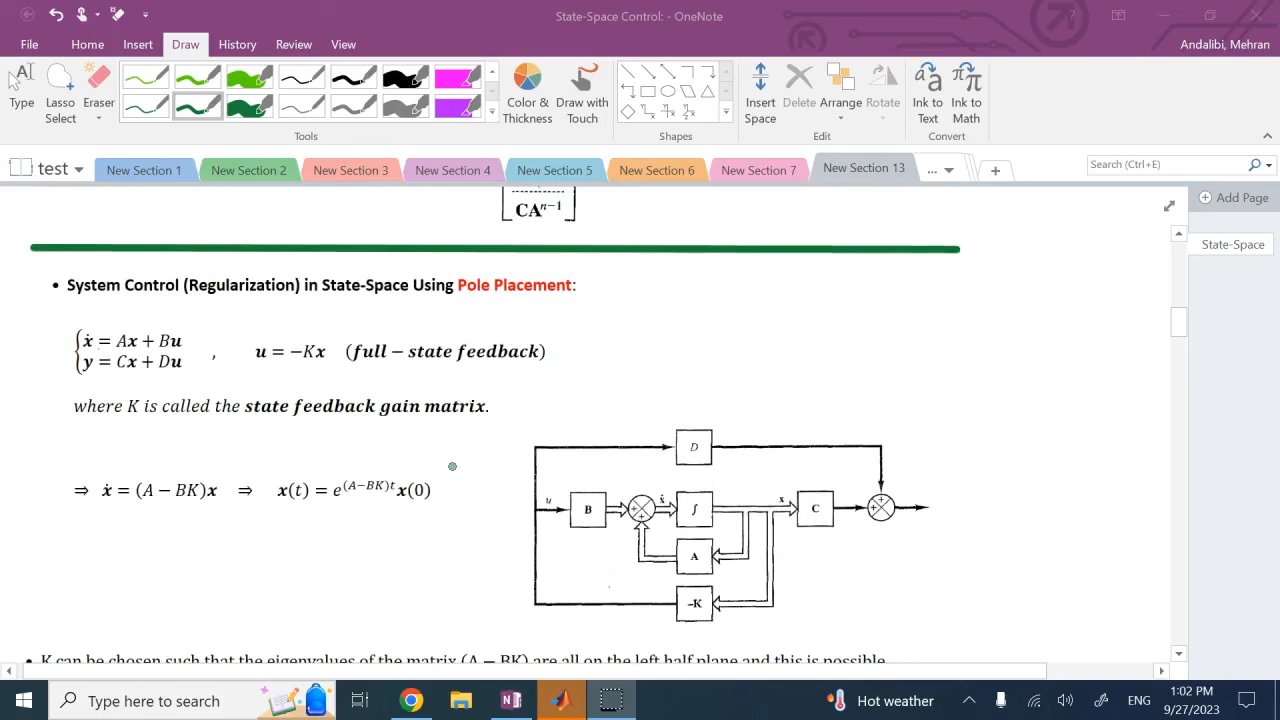 State-Space Control: - OneNote
File Home Insert Draw History Review View
Andalibi, Mehran
Type
Lasso Select
Eraser
Color & Thickness
Draw with Touch
Insert Space
Delete
Arrange
Rotate
Ink to Text
Ink to Math
Tools
Shapes
Edit
Convert
test
New Section 1
New Section 2
New Section 3
New Section 4
New Section 5
New Section 6
New Section 7
New Section 13
...
Search (Ctrl+E)
Add Page
State-Space
CAⁿ⁻¹
• System Control (Regularization) in State-Space Using Pole Placement:
{ẋ = Ax + Bu
y = Cx + Du , u = −Kx (full − state feedback)
where K is called the state feedback gain matrix.
⇒ ẋ = (A − BK)x ⇒ x(t) = e^(A−BK)t x(0)
D
u
B
+
+
ẋ
∫
x
C
+
+
A
–K
• K can be chosen such that the eigenvalues of the matrix (A − BK) are all on the left half plane and this is possible
Type here to search
Hot weather
ENG
1:02 PM
9/27/2023